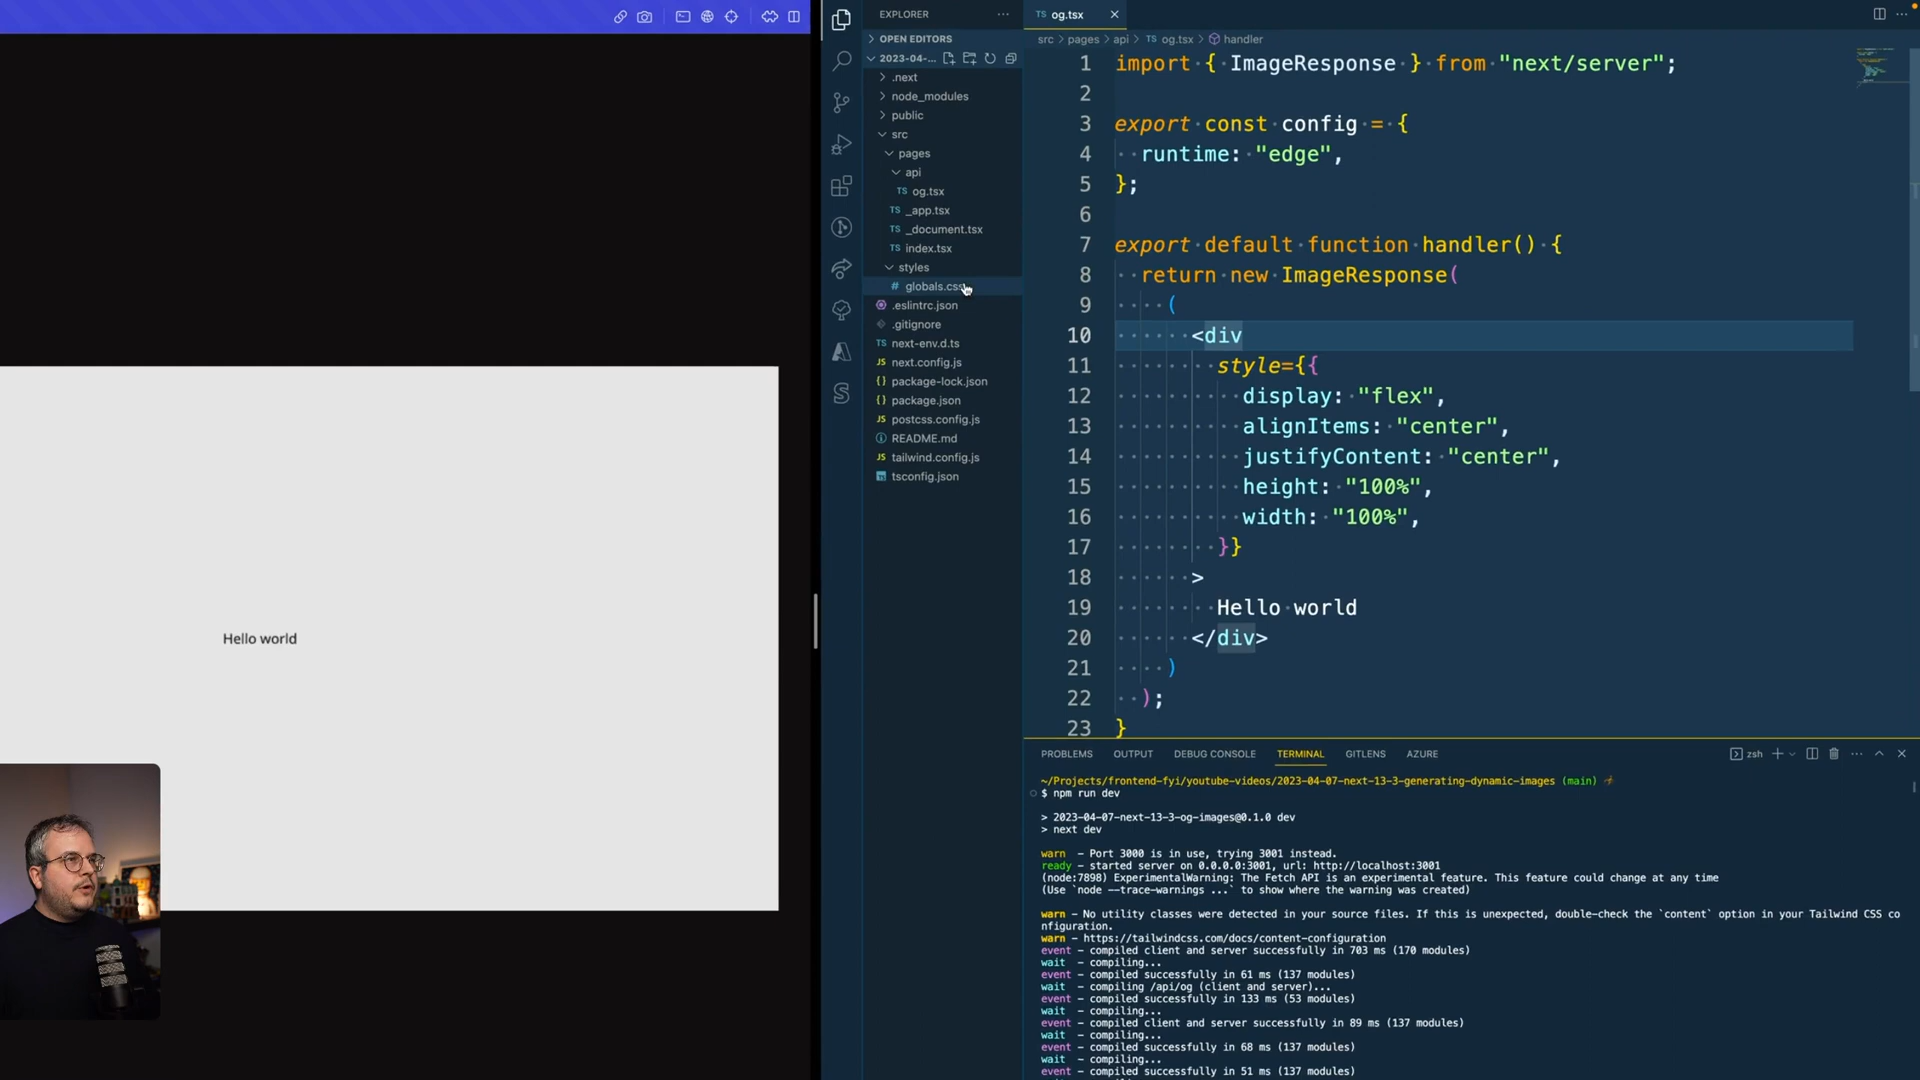 Hello world
EXPLORER
OPEN EDITORS
2023-04-...
.next
node_modules
public
src
pages
api
TS og.tsx
TS _app.tsx
TS _document.tsx
TS index.tsx
styles
# globals.css
.eslintrc.json
.gitignore
TS next-env.d.ts
JS next.config.js
{} package-lock.json
{} package.json
JS postcss.config.js
README.md
JS tailwind.config.js
tsconfig.json
TS og.tsx
src > pages > api > TS og.tsx > handler
1 import { ImageResponse } from "next/server";
2
3 export const config = {
4 runtime: "edge",
5 };
6
7 export default function handler() {
8 return new ImageResponse(
9 (
10 <div
11 style={{
12 display: "flex",
13 alignItems: "center",
14 justifyContent: "center",
15 height: "100%",
16 width: "100%",
17 }}
18 >
19 Hello world
20 </div>
21 )
22 );
23 }
PROBLEMS OUTPUT DEBUG CONSOLE TERMINAL GITLENS AZURE zsh
~/Projects/frontend-fyi/youtube-videos/2023-04-07-next-13-3-generating-dynamic-images (main)
$ npm run dev
> 2023-04-07-next-13-3-og-images@0.1.0 dev
> next dev
warn - Port 3000 is in use, trying 3001 instead.
ready - started server on 0.0.0.0:3001, url: http://localhost:3001
(node:7898) ExperimentalWarning: The Fetch API is an experimental feature. This feature could change at any time
(Use `node --trace-warnings ...` to show where the warning was created)
warn - No utility classes were detected in your source files. If this is unexpected, double-check the `content` option in your Tailwind CSS co
nfiguration.
warn - https://tailwindcss.com/docs/content-configuration
event - compiled client and server successfully in 703 ms (170 modules)
wait - compiling...
event - compiled successfully in 61 ms (137 modules)
wait - compiling /api/og (client and server)...
event - compiled successfully in 133 ms (53 modules)
wait - compiling...
event - compiled client and server successfully in 89 ms (137 modules)
wait - compiling...
event - compiled successfully in 68 ms (137 modules)
wait - compiling...
event - compiled successfully in 51 ms (137 modules)